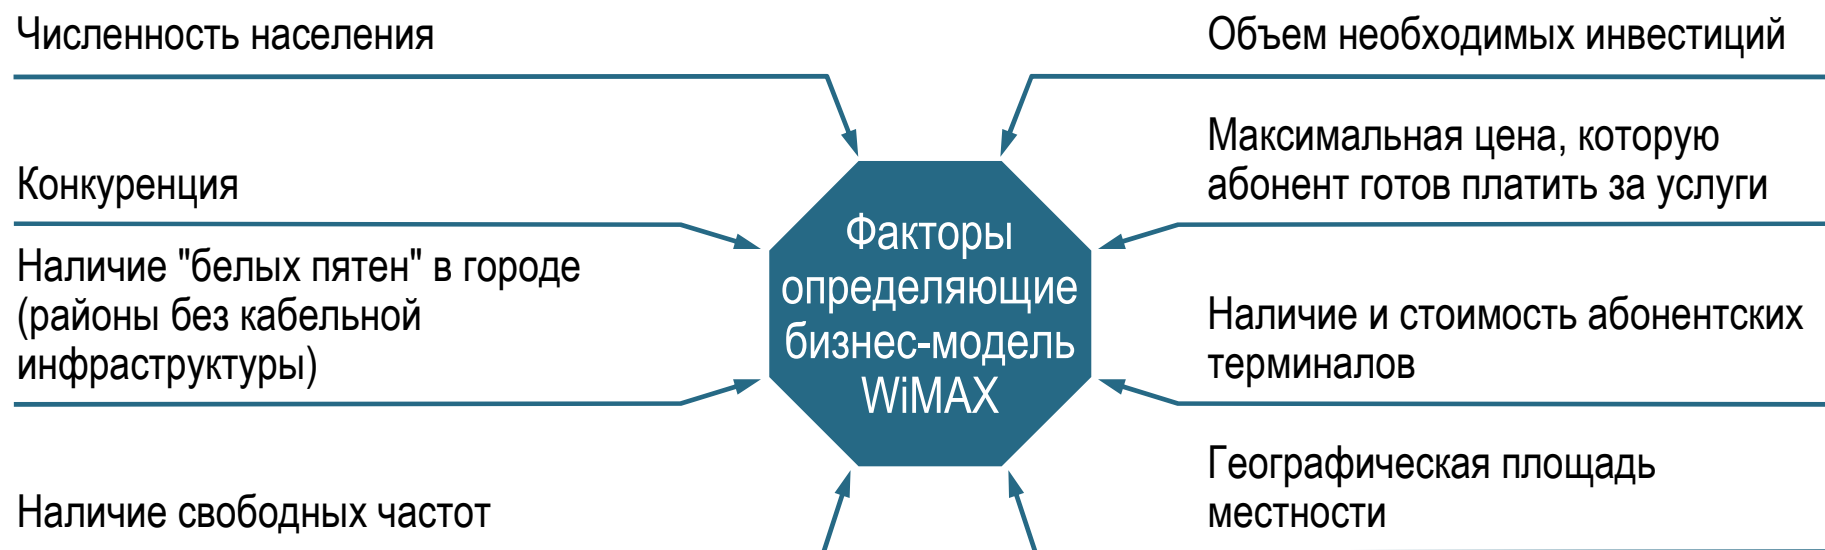 Численность населения
Конкуренция
Наличие "белых пятен" в городе
(районы без кабельной
инфраструктуры)
Наличие свободных частот
Факторы
определяющие
бизнес-модель
WiMAX
Объем необходимых инвестиций
Максимальная цена, которую
абонент готов платить за услуги
Наличие и стоимость абонентских
терминалов
Географическая площадь
местности